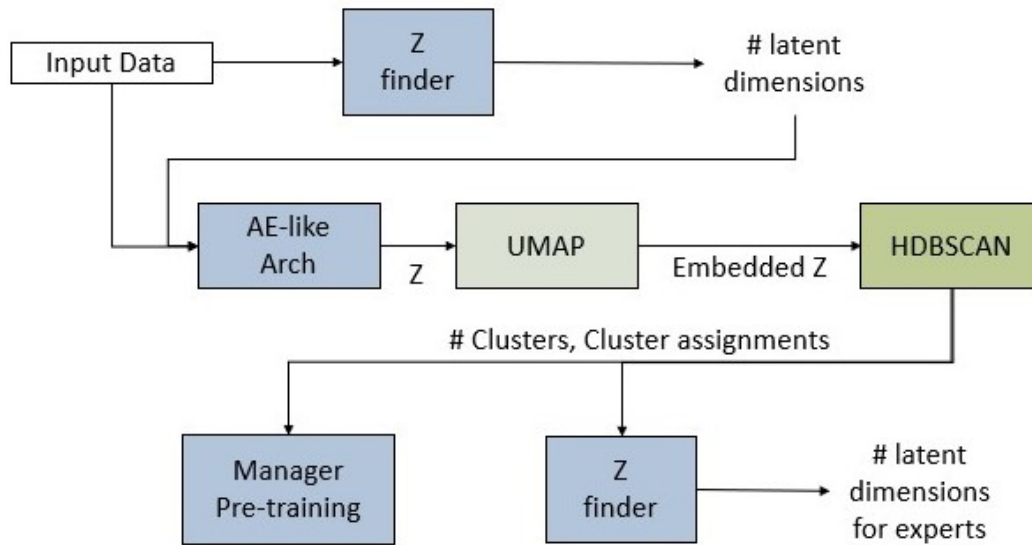 Input Data
Z
finder
# latent
dimensions
AE-like
Arch
Z
UMAP
Embedded Z
HDBSCAN
# Clusters, Cluster assignments
Manager
Pre-training
Z
finder
# latent
dimensions
for experts